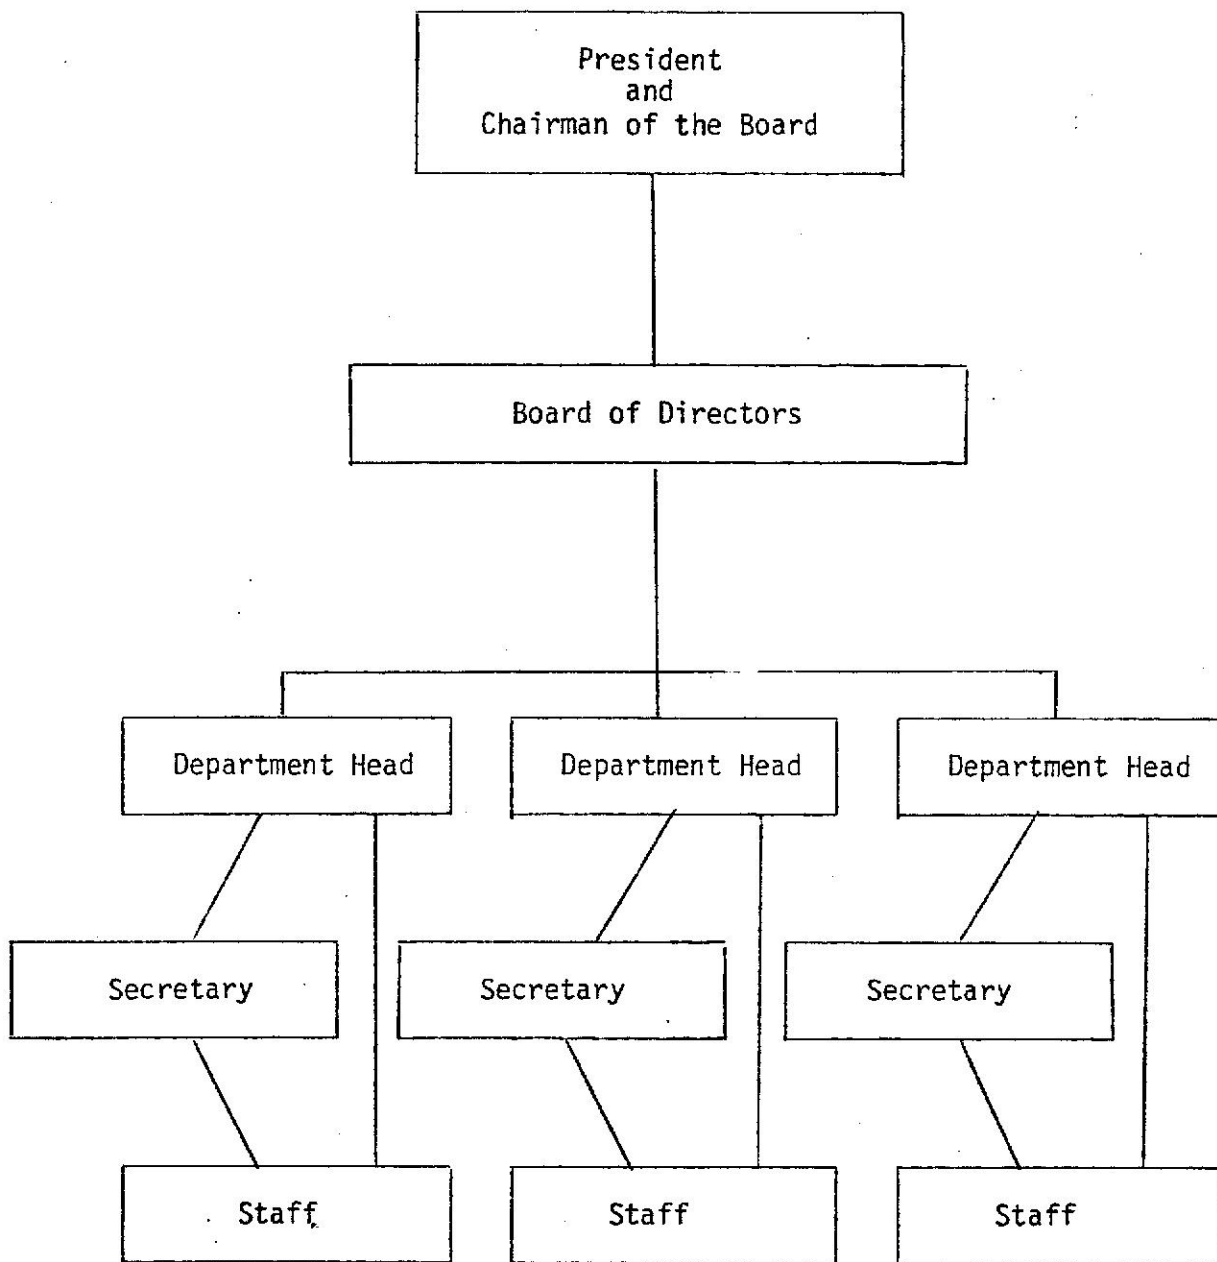 President
and
Chairman of the Board
Board of Directors
Department Head
Department Head
Department Head
Secretary
Secretary
Secretary
Staff
Staff
Staff